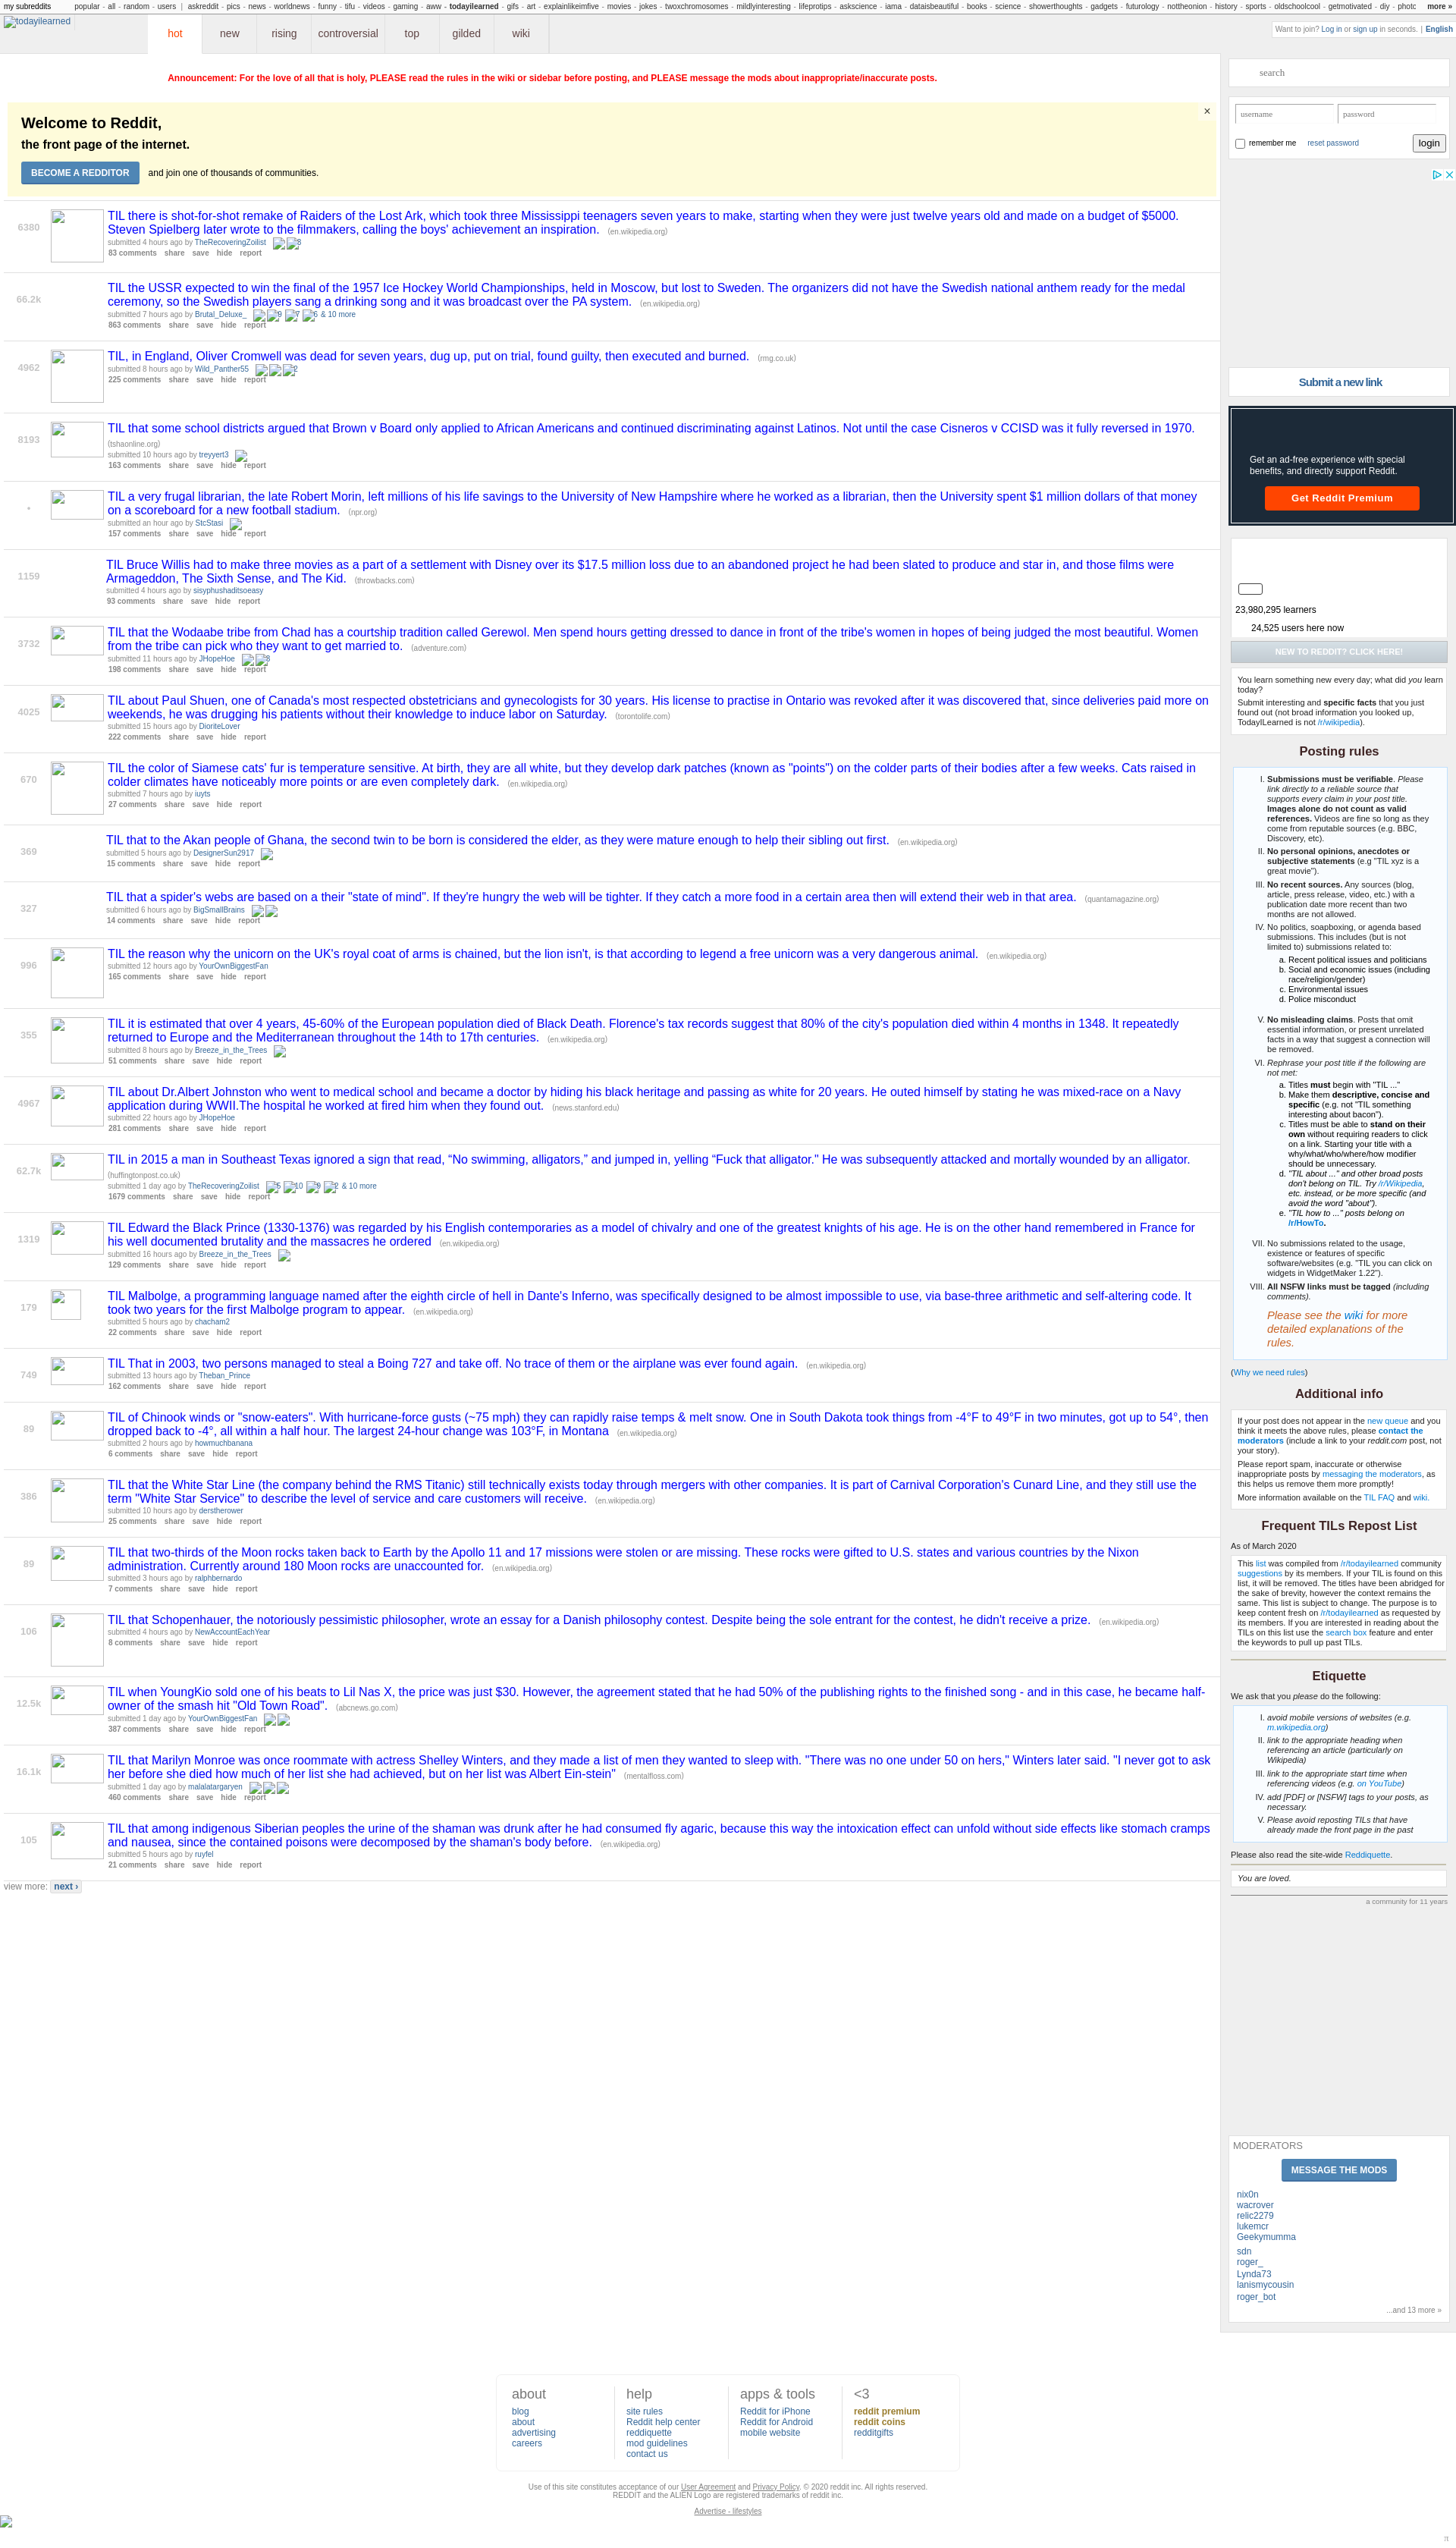 my subreddits popular - all - random - users | askreddit - pics - news - worldnews - funny - tifu - videos - gaming - aww - todayilearned - gifs - art - explainlikeimfive - movies - jokes - twoxchromosomes - mildlyinteresting - lifeprotips - askscience - iama - dataisbeautiful - books - science - showerthoughts - gadgets - futurology - nottheonion - history - sports - oldschoolcool - getmotivated - diy - photc more »
todayilearned hot new rising controversial top gilded wiki
Want to join? Log in or sign up in seconds. | English
Announcement: For the love of all that is holy, PLEASE read the rules in the wiki or sidebar before posting, and PLEASE message the mods about inappropriate/inaccurate posts.
×
Welcome to Reddit,
the front page of the internet.
BECOME A REDDITOR and join one of thousands of communities.
6380
TIL there is shot-for-shot remake of Raiders of the Lost Ark, which took three Mississippi teenagers seven years to make, starting when they were just twelve years old and made on a budget of $5000.
Steven Spielberg later wrote to the filmmakers, calling the boys' achievement an inspiration. (en.wikipedia.org)
submitted 4 hours ago by TheRecoveringZoilist 3
83 comments share save hide report
66.2k
TIL the USSR expected to win the final of the 1957 Ice Hockey World Championships, held in Moscow, but lost to Sweden. The organizers did not have the Swedish national anthem ready for the medal
ceremony, so the Swedish players sang a drinking song and it was broadcast over the PA system. (en.wikipedia.org)
submitted 7 hours ago by Brutal_Deluxe_ 9 7 6 & 10 more
863 comments share save hide report
4962
TIL, in England, Oliver Cromwell was dead for seven years, dug up, put on trial, found guilty, then executed and burned. (rmg.co.uk)
submitted 8 hours ago by Wild_Panther55 2
225 comments share save hide report
8193
TIL that some school districts argued that Brown v Board only applied to African Americans and continued discriminating against Latinos. Not until the case Cisneros v CCISD was it fully reversed in 1970.
(tshaonline.org)
submitted 10 hours ago by treyyert3
163 comments share save hide report
•
TIL a very frugal librarian, the late Robert Morin, left millions of his life savings to the University of New Hampshire where he worked as a librarian, then the University spent $1 million dollars of that money
on a scoreboard for a new football stadium. (npr.org)
submitted an hour ago by StcStasi
157 comments share save hide report
1159
TIL Bruce Willis had to make three movies as a part of a settlement with Disney over its $17.5 million loss due to an abandoned project he had been slated to produce and star in, and those films were
Armageddon, The Sixth Sense, and The Kid. (throwbacks.com)
submitted 4 hours ago by sisyphushaditsoeasy
93 comments share save hide report
3732
TIL that the Wodaabe tribe from Chad has a courtship tradition called Gerewol. Men spend hours getting dressed to dance in front of the tribe's women in hopes of being judged the most beautiful. Women
from the tribe can pick who they want to get married to. (adventure.com)
submitted 11 hours ago by JHopeHoe 3
198 comments share save hide report
4025
TIL about Paul Shuen, one of Canada's most respected obstetricians and gynecologists for 30 years. His license to practise in Ontario was revoked after it was discovered that, since deliveries paid more on
weekends, he was drugging his patients without their knowledge to induce labor on Saturday. (torontolife.com)
submitted 15 hours ago by DioriteLover
222 comments share save hide report
670
TIL the color of Siamese cats' fur is temperature sensitive. At birth, they are all white, but they develop dark patches (known as "points") on the colder parts of their bodies after a few weeks. Cats raised in
colder climates have noticeably more points or are even completely dark. (en.wikipedia.org)
submitted 7 hours ago by iuyts
27 comments share save hide report
369
TIL that to the Akan people of Ghana, the second twin to be born is considered the elder, as they were mature enough to help their sibling out first. (en.wikipedia.org)
submitted 5 hours ago by DesignerSun2917
15 comments share save hide report
327
TIL that a spider's webs are based on a their "state of mind". If they're hungry the web will be tighter. If they catch a more food in a certain area then will extend their web in that area. (quantamagazine.org)
submitted 6 hours ago by BigSmallBrains
14 comments share save hide report
996
TIL the reason why the unicorn on the UK's royal coat of arms is chained, but the lion isn't, is that according to legend a free unicorn was a very dangerous animal. (en.wikipedia.org)
submitted 12 hours ago by YourOwnBiggestFan
165 comments share save hide report
355
TIL it is estimated that over 4 years, 45-60% of the European population died of Black Death. Florence's tax records suggest that 80% of the city's population died within 4 months in 1348. It repeatedly
returned to Europe and the Mediterranean throughout the 14th to 17th centuries. (en.wikipedia.org)
submitted 8 hours ago by Breeze_in_the_Trees
51 comments share save hide report
4967
TIL about Dr.Albert Johnston who went to medical school and became a doctor by hiding his black heritage and passing as white for 20 years. He outed himself by stating he was mixed-race on a Navy
application during WWII.The hospital he worked at fired him when they found out. (news.stanford.edu)
submitted 22 hours ago by JHopeHoe
281 comments share save hide report
62.7k
TIL in 2015 a man in Southeast Texas ignored a sign that read, “No swimming, alligators,” and jumped in, yelling “Fuck that alligator." He was subsequently attacked and mortally wounded by an alligator.
(huffingtonpost.co.uk)
submitted 1 day ago by TheRecoveringZoilist 5 10 9 2 & 10 more
1679 comments share save hide report
1319
TIL Edward the Black Prince (1330-1376) was regarded by his English contemporaries as a model of chivalry and one of the greatest knights of his age. He is on the other hand remembered in France for
his well documented brutality and the massacres he ordered (en.wikipedia.org)
submitted 16 hours ago by Breeze_in_the_Trees
129 comments share save hide report
179
TIL Malbolge, a programming language named after the eighth circle of hell in Dante's Inferno, was specifically designed to be almost impossible to use, via base-three arithmetic and self-altering code. It
took two years for the first Malbolge program to appear. (en.wikipedia.org)
submitted 5 hours ago by chacham2
22 comments share save hide report
749
TIL That in 2003, two persons managed to steal a Boing 727 and take off. No trace of them or the airplane was ever found again. (en.wikipedia.org)
submitted 13 hours ago by Theban_Prince
162 comments share save hide report
89
TIL of Chinook winds or "snow-eaters". With hurricane-force gusts (~75 mph) they can rapidly raise temps & melt snow. One in South Dakota took things from -4°F to 49°F in two minutes, got up to 54°, then
dropped back to -4°, all within a half hour. The largest 24-hour change was 103°F, in Montana (en.wikipedia.org)
submitted 2 hours ago by howmuchbanana
6 comments share save hide report
386
TIL that the White Star Line (the company behind the RMS Titanic) still technically exists today through mergers with other companies. It is part of Carnival Corporation's Cunard Line, and they still use the
term "White Star Service" to describe the level of service and care customers will receive. (en.wikipedia.org)
submitted 10 hours ago by derstherower
25 comments share save hide report
89
TIL that two-thirds of the Moon rocks taken back to Earth by the Apollo 11 and 17 missions were stolen or are missing. These rocks were gifted to U.S. states and various countries by the Nixon
administration. Currently around 180 Moon rocks are unaccounted for. (en.wikipedia.org)
submitted 3 hours ago by ralphbernardo
7 comments share save hide report
106
TIL that Schopenhauer, the notoriously pessimistic philosopher, wrote an essay for a Danish philosophy contest. Despite being the sole entrant for the contest, he didn't receive a prize. (en.wikipedia.org)
submitted 4 hours ago by NewAccountEachYear
8 comments share save hide report
12.5k
TIL when YoungKio sold one of his beats to Lil Nas X, the price was just $30. However, the agreement stated that he had 50% of the publishing rights to the finished song - and in this case, he became half-
owner of the smash hit "Old Town Road". (abcnews.go.com)
submitted 1 day ago by YourOwnBiggestFan
387 comments share save hide report
16.1k
TIL that Marilyn Monroe was once roommate with actress Shelley Winters, and they made a list of men they wanted to sleep with. "There was no one under 50 on hers," Winters later said. "I never got to ask
her before she died how much of her list she had achieved, but on her list was Albert Ein-stein" (mentalfloss.com)
submitted 1 day ago by malalatargaryen
460 comments share save hide report
105
TIL that among indigenous Siberian peoples the urine of the shaman was drunk after he had consumed fly agaric, because this way the intoxication effect can unfold without side effects like stomach cramps
and nausea, since the contained poisons were decomposed by the shaman's body before. (en.wikipedia.org)
submitted 5 hours ago by ruyfel
21 comments share save hide report
view more: next ›
search
username password
remember me reset password login
Submit a new link
Get an ad-free experience with special
benefits, and directly support Reddit.
Get Reddit Premium
23,980,295 learners
24,525 users here now
NEW TO REDDIT? CLICK HERE!
You learn something new every day; what did you learn
today?
Submit interesting and specific facts that you just
found out (not broad information you looked up,
TodayILearned is not /r/wikipedia).
Posting rules
I. Submissions must be verifiable. Please
link directly to a reliable source that
supports every claim in your post title.
Images alone do not count as valid
references. Videos are fine so long as they
come from reputable sources (e.g. BBC,
Discovery, etc).
II. No personal opinions, anecdotes or
subjective statements (e.g "TIL xyz is a
great movie").
III. No recent sources. Any sources (blog,
article, press release, video, etc.) with a
publication date more recent than two
months are not allowed.
IV. No politics, soapboxing, or agenda based
submissions. This includes (but is not
limited to) submissions related to:
a. Recent political issues and politicians
b. Social and economic issues (including
race/religion/gender)
c. Environmental issues
d. Police misconduct
V. No misleading claims. Posts that omit
essential information, or present unrelated
facts in a way that suggest a connection will
be removed.
VI. Rephrase your post title if the following are
not met:
a. Titles must begin with "TIL ..."
b. Make them descriptive, concise and
specific (e.g. not "TIL something
interesting about bacon").
c. Titles must be able to stand on their
own without requiring readers to click
on a link. Starting your title with a
why/what/who/where/how modifier
should be unnecessary.
d. "TIL about ..." and other broad posts
don't belong on TIL. Try /r/Wikipedia,
etc. instead, or be more specific (and
avoid the word "about").
e. "TIL how to ..." posts belong on
/r/HowTo.
VII. No submissions related to the usage,
existence or features of specific
software/websites (e.g. "TIL you can click on
widgets in WidgetMaker 1.22").
VIII. All NSFW links must be tagged (including
comments).
Please see the wiki for more
detailed explanations of the
rules.
(Why we need rules)
Additional info
If your post does not appear in the new queue and you
think it meets the above rules, please contact the
moderators (include a link to your reddit.com post, not
your story).
Please report spam, inaccurate or otherwise
inappropriate posts by messaging the moderators, as
this helps us remove them more promptly!
More information available on the TIL FAQ and wiki.
Frequent TILs Repost List
As of March 2020
This list was compiled from /r/todayilearned community
suggestions by its members. If your TIL is found on this
list, it will be removed. The titles have been abridged for
the sake of brevity, however the context remains the
same. This list is subject to change. The purpose is to
keep content fresh on /r/todayilearned as requested by
its members. If you are interested in reading about the
TILs on this list use the search box feature and enter
the keywords to pull up past TILs.
Etiquette
We ask that you please do the following:
I. avoid mobile versions of websites (e.g.
m.wikipedia.org)
II. link to the appropriate heading when
referencing an article (particularly on
Wikipedia)
III. link to the appropriate start time when
referencing videos (e.g. on YouTube)
IV. add [PDF] or [NSFW] tags to your posts, as
necessary.
V. Please avoid reposting TILs that have
already made the front page in the past
Please also read the site-wide Reddiquette.
You are loved.
a community for 11 years
MODERATORS
MESSAGE THE MODS
nix0n
wacrover
relic2279
lukemcr
Geekymumma
sdn
roger_
Lynda73
lanismycousin
roger_bot
...and 13 more »
about
blog
about
advertising
careers
help
site rules
Reddit help center
reddiquette
mod guidelines
contact us
apps & tools
Reddit for iPhone
Reddit for Android
mobile website
<3
reddit premium
reddit coins
redditgifts
Use of this site constitutes acceptance of our User Agreement and Privacy Policy. © 2020 reddit inc. All rights reserved.
REDDIT and the ALIEN Logo are registered trademarks of reddit inc.
Advertise - lifestyles
π